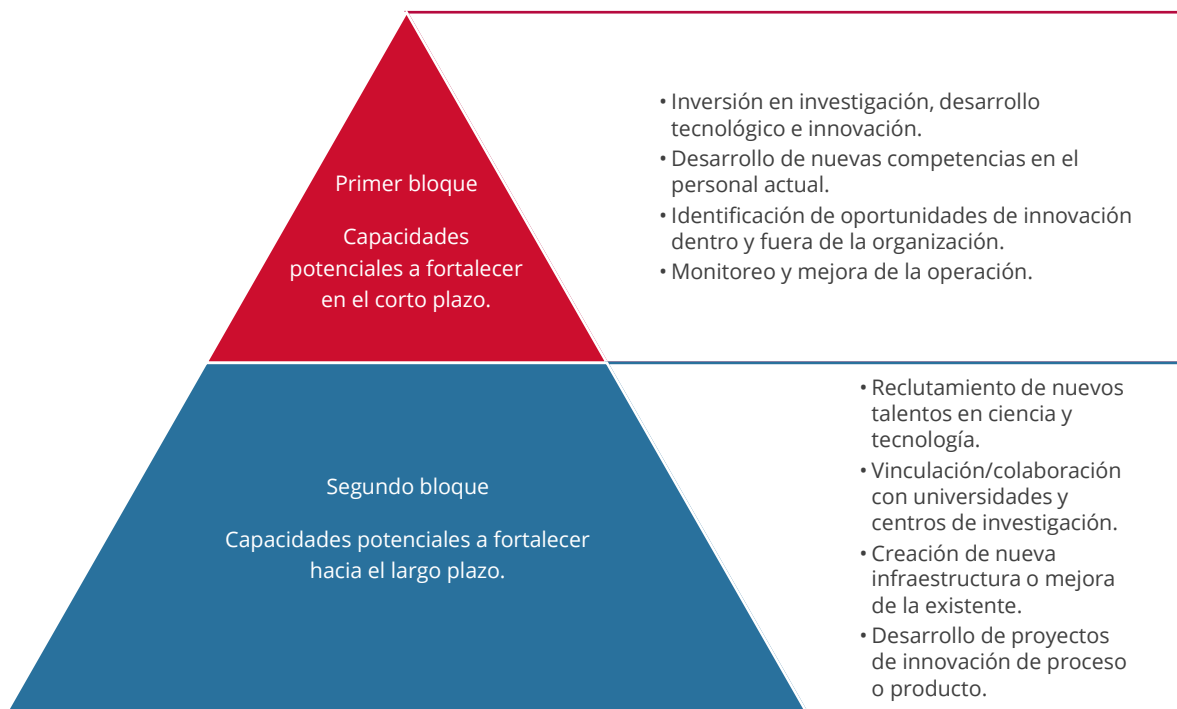 Primer bloque
Capacidades
potenciales a fortalecer
en el corto plazo.
• Inversión en investigación, desarrollo
tecnológico e innovación.
• Desarrollo de nuevas competencias en el
personal actual.
• Identificación de oportunidades de innovación
dentro y fuera de la organización.
• Monitoreo y mejora de la operación.
Segundo bloque
Capacidades potenciales a fortalecer
hacia el largo plazo.
• Reclutamiento de nuevos
talentos en ciencia y
tecnología.
• Vinculación/colaboración
con universidades y
centros de investigación.
• Creación de nueva
infraestructura o mejora
de la existente.
• Desarrollo de proyectos
de innovación de proceso
o producto.